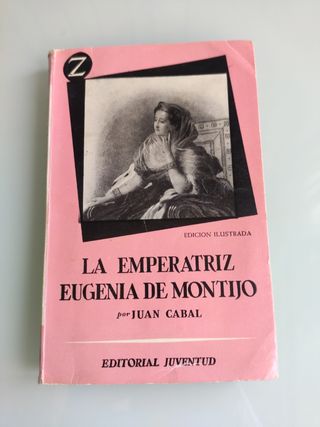 Z
EDICION ILUSTRADA
LA EMPERATRIZ
EUGENIA DE MONTIJO
por JUAN CABAL
EDITORIAL JUVENTUD